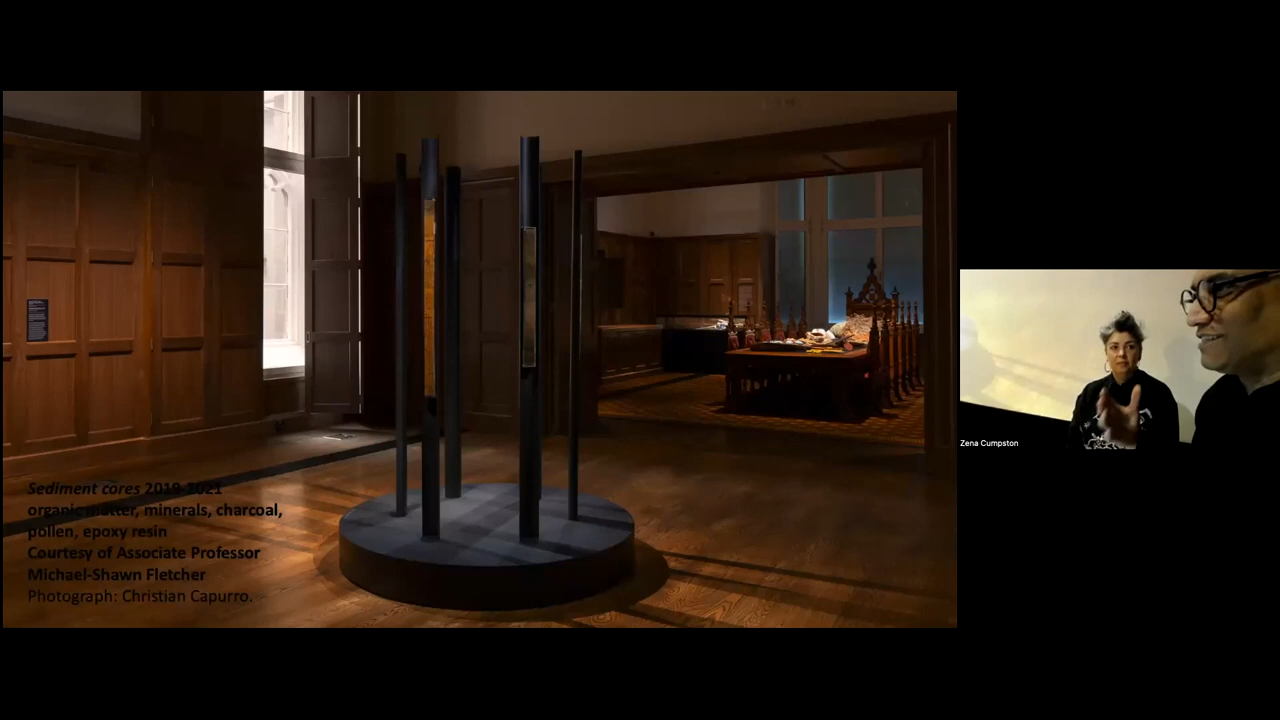 Sediment cores 2019-2021
organic matter, minerals, charcoal,
pollen, epoxy resin
Courtesy of Associate Professor
Michael-Shawn Fletcher
Photograph: Christian Capurro.
Zena Cumpston